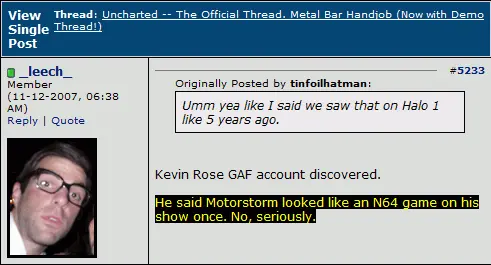 View Single Post
Thread: Uncharted -- The Official Thread. Metal Bar Handjob (Now with Demo
Thread!)
_leech_
Member
(11-12-2007, 06:38
AM)
Reply | Quote
#5233
Originally Posted by tinfoilhatman:
Umm yea like I said we saw that on Halo 1
like 5 years ago.
Kevin Rose GAF account discovered.
He said Motorstorm looked like an N64 game on his
show once. No, seriously.